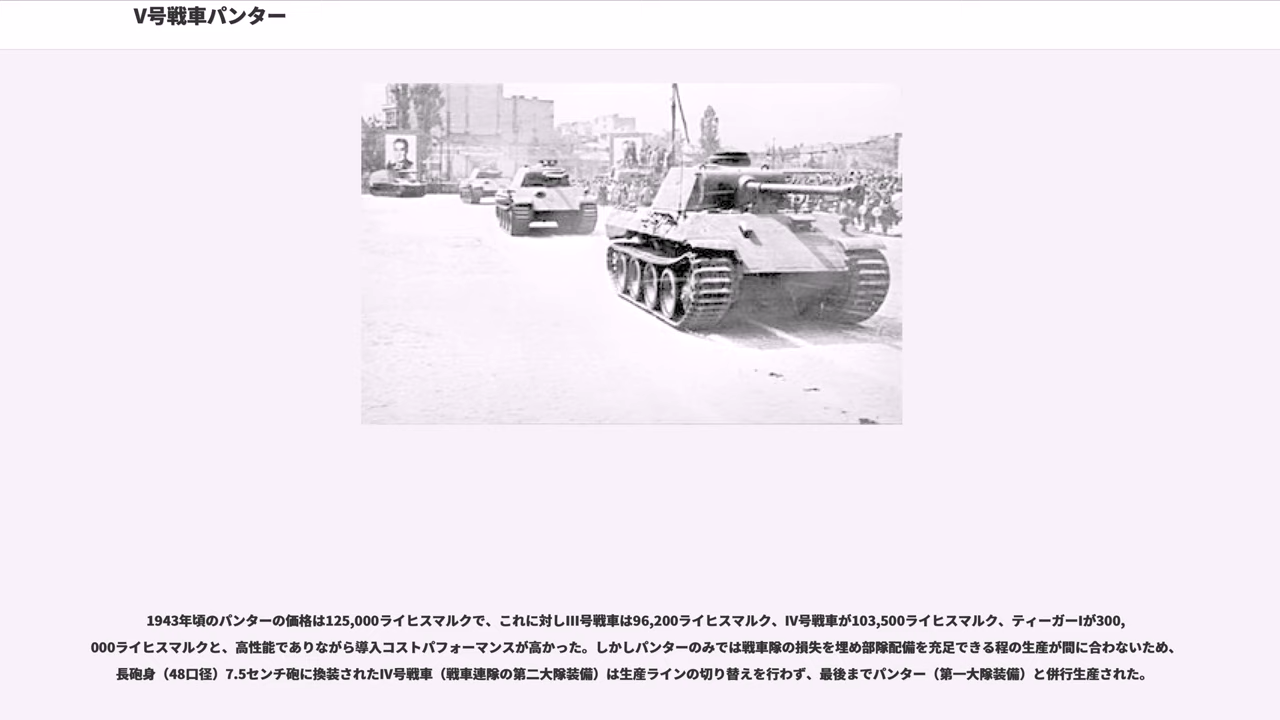 V号戦車パンター
1943年頃のパンターの価格は125,000ライヒスマルクで、これに対しIII号戦車は96,200ライヒスマルク、IV号戦車が103,500ライヒスマルク、ティーガーIが300,
000ライヒスマルクと、高性能でありながら導入コストパフォーマンスが高かった。しかしパンターのみでは戦車隊の損失を埋め部隊配備を充足できる程の生産が間に合わないため、
長砲身（48口径）7.5センチ砲に換装されたIV号戦車（戦車連隊の第二大隊装備）は生産ラインの切り替えを行わず、最後までパンター（第一大隊装備）と併行生産された。